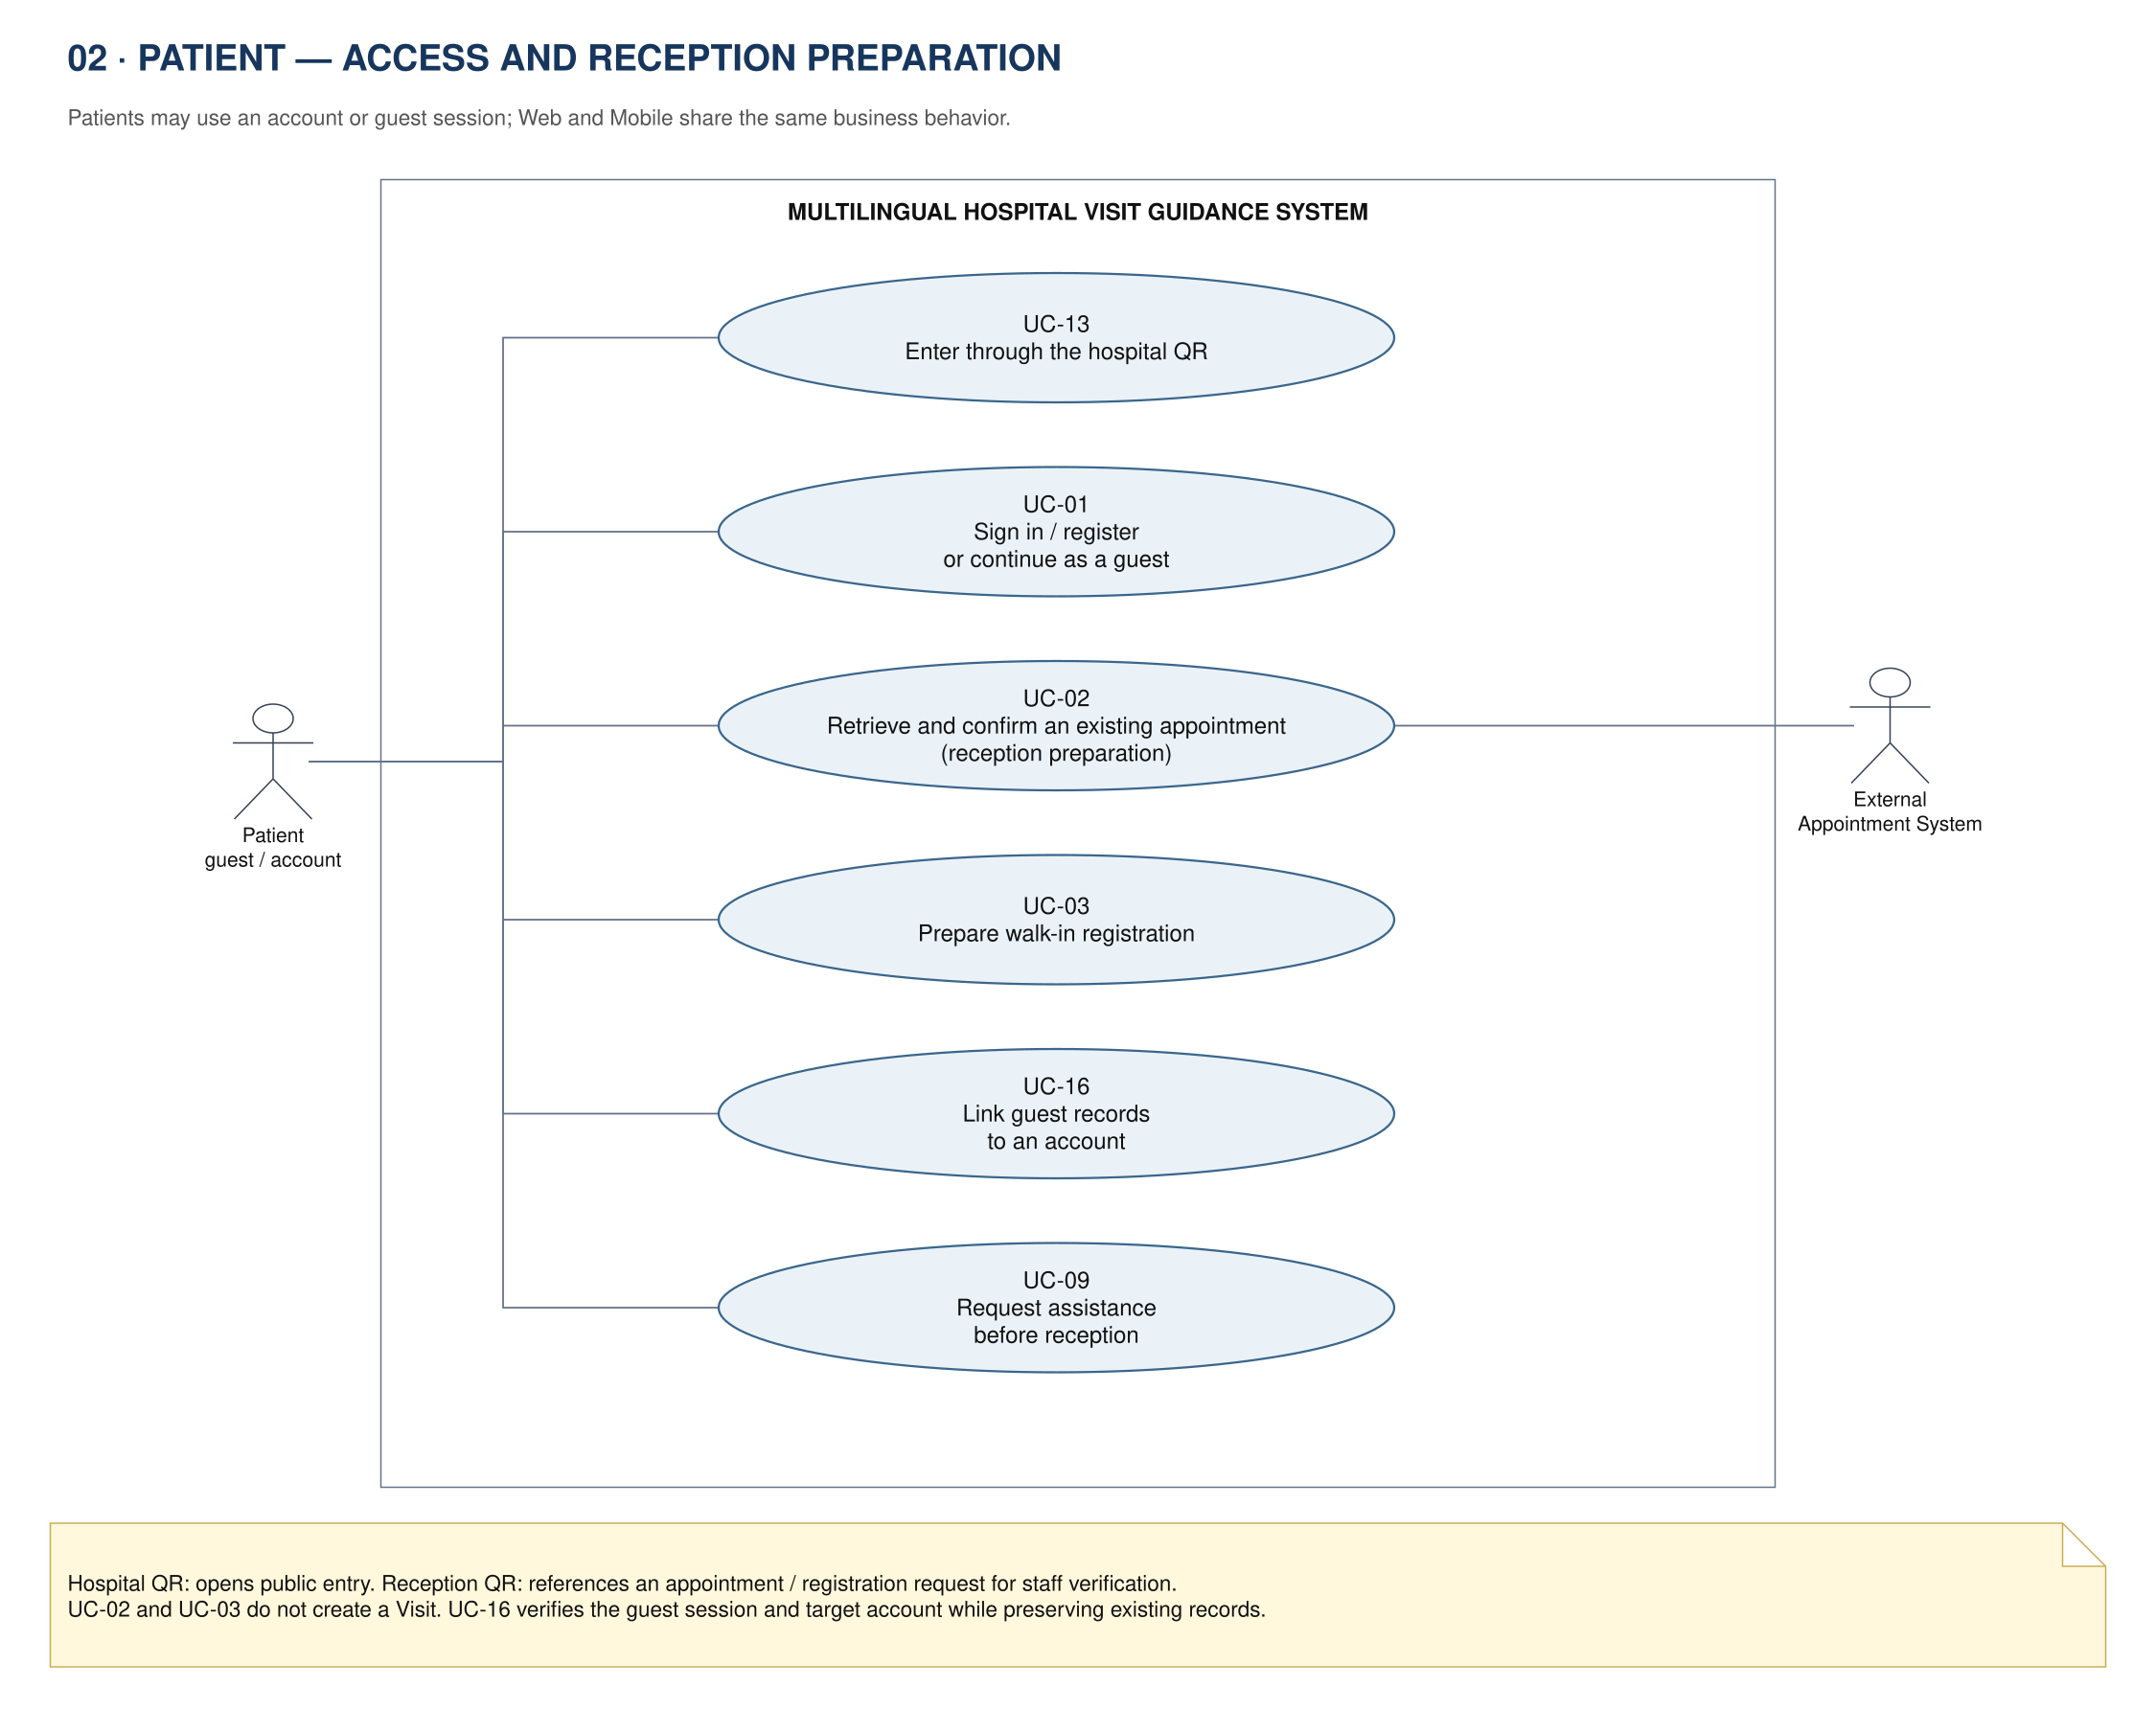 02 · PATIENT — ACCESS AND RECEPTION PREPARATION
Patients may use an account or guest session; Web and Mobile share the same business behavior.
MULTILINGUAL HOSPITAL VISIT GUIDANCE SYSTEM
UC-13
Enter through the hospital QR
UC-01
Sign in / register
or continue as a guest
UC-02
Retrieve and confirm an existing appointment
(reception preparation)
External
Appointment System
Patient
guest / account
UC-03
Prepare walk-in registration
UC-16
Link guest records
to an account
UC-09
Request assistance
before reception
Hospital QR: opens public entry. Reception QR: references an appointment / registration request for staff verification.
UC-02 and UC-03 do not create a Visit. UC-16 verifies the guest session and target account while preserving existing records.